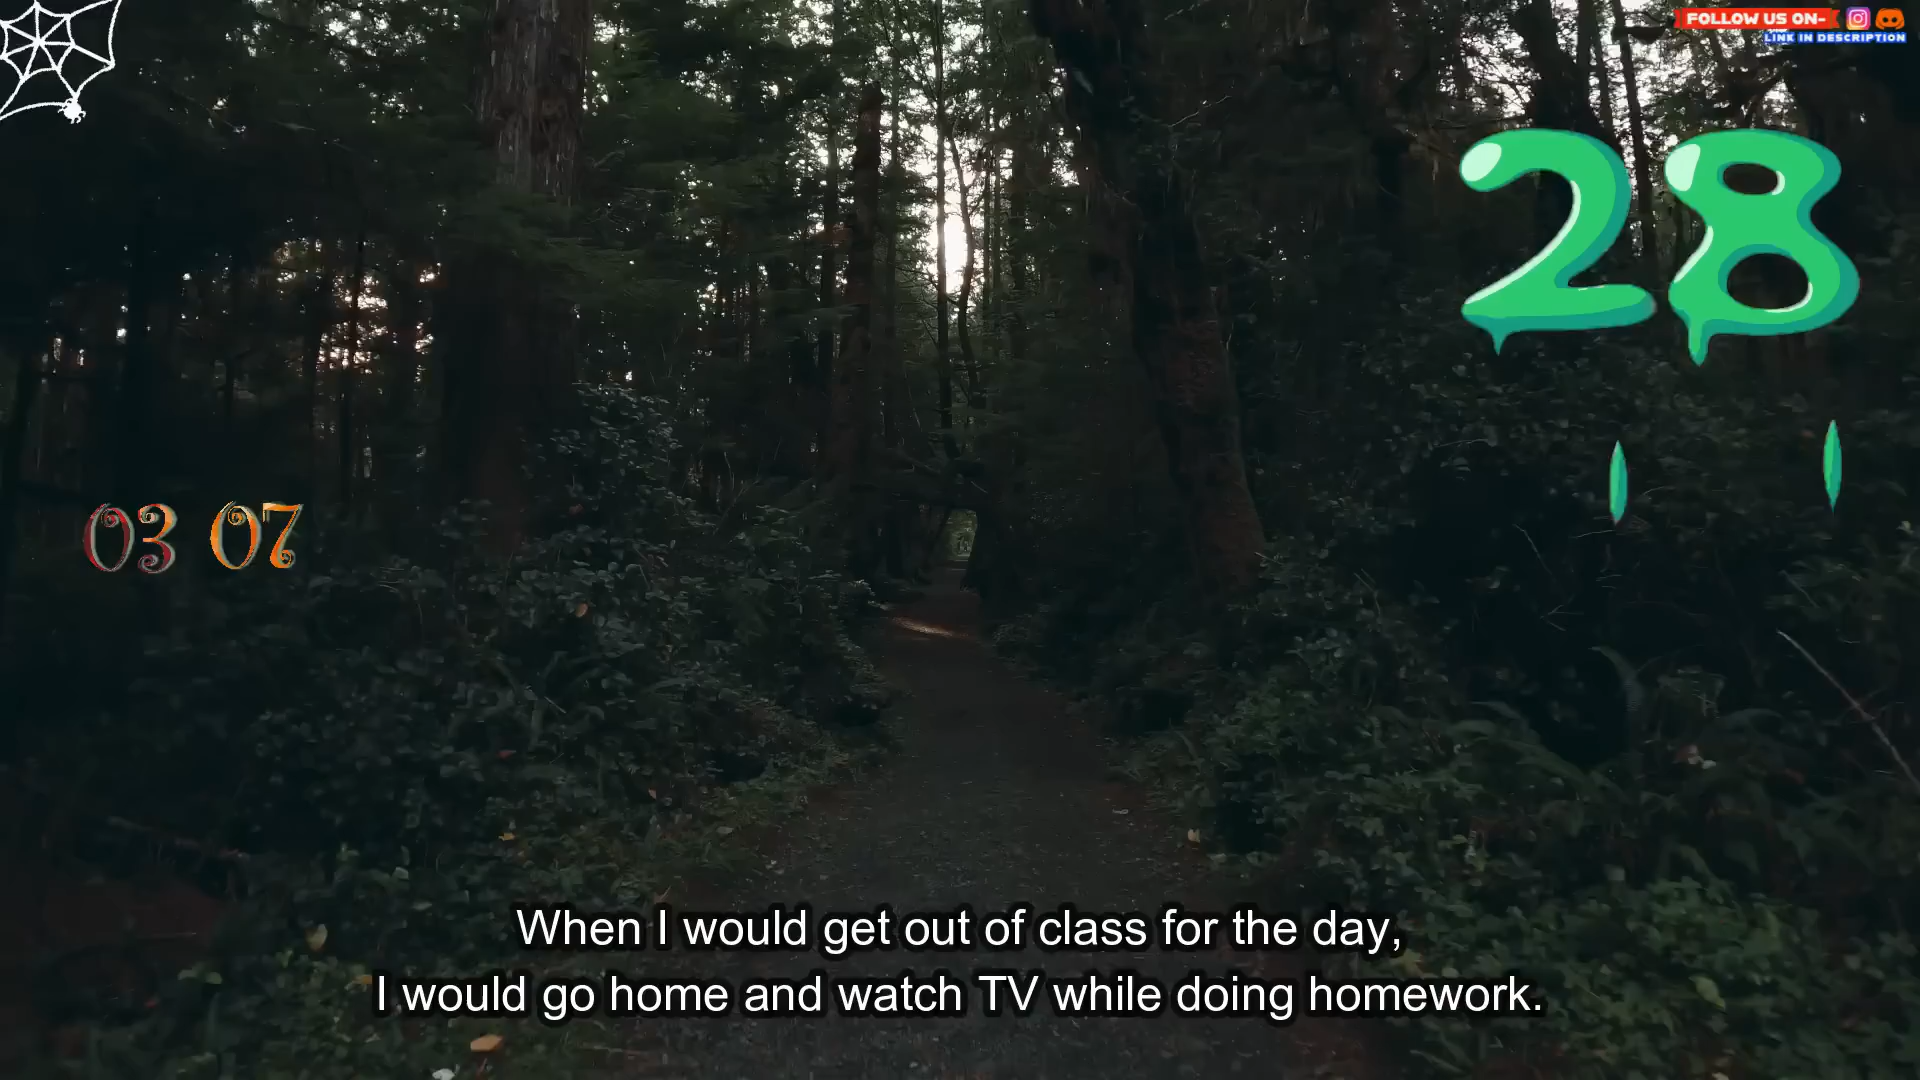 FOLLOW US ON-
LINK IN DESCRIPTION
28
03 07
When I would get out of class for the day,
I would go home and watch TV while doing homework.